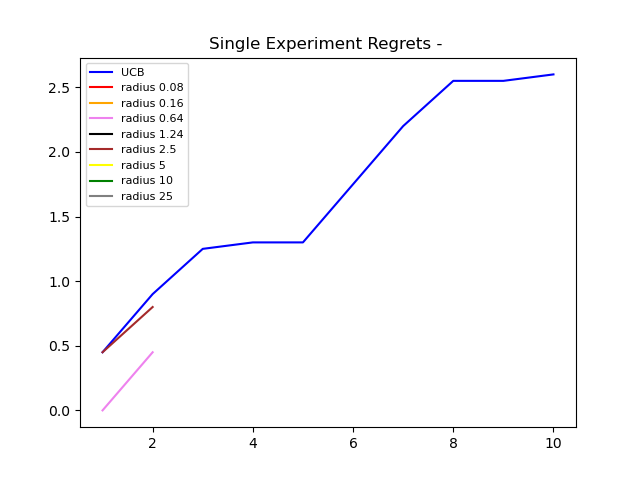 Single Experiment Regrets -
UCB
radius 0.08
radius 0.16
radius 0.64
radius 1.24
radius 2.5
radius 5
radius 10
radius 25
2.5
2.0
1.5
1.0
0.5
0.0
2 4 6 8 10